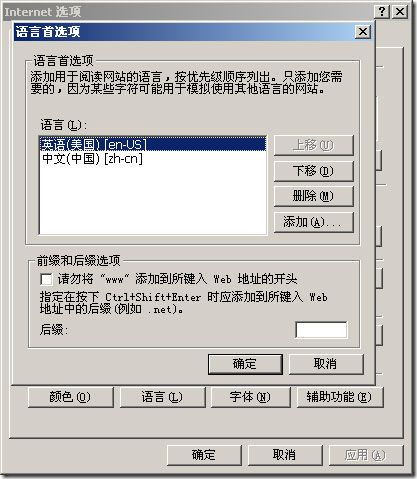 Internet 选项
语言首选项
语言首选项
添加用于阅读网站的语言，按优先级顺序列出。只添加您需
要的，因为某些字符可能用于模拟使用其他语言的网站。
语言(L):
英语(美国) [en-US]
中文(中国) [zh-cn]
上移(U)
下移(D)
删除(M)
添加(A)...
前缀和后缀选项
请勿将 "www" 添加到所键入 Web 地址的开头
指定在按下 Ctrl+Shift+Enter 时应添加到所键入 Web
地址中的后缀(例如 .net)。
后缀:
确定
取消
颜色(O)
语言(L)
字体(N)
辅助功能(E)
确定
取消
应用(A)